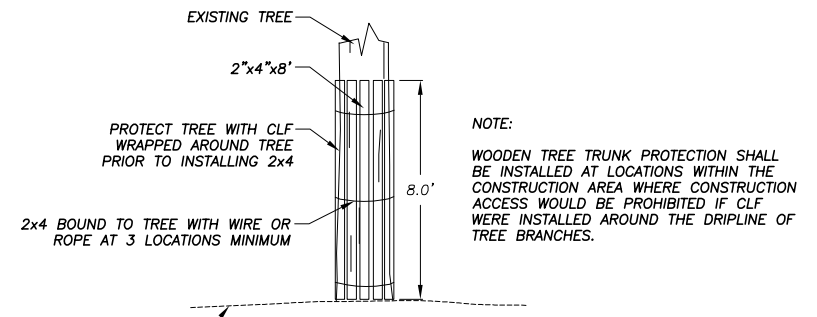 EXISTING TREE
2"x4"x8'
PROTECT TREE WITH CLF
WRAPPED AROUND TREE
PRIOR TO INSTALLING 2x4
2x4 BOUND TO TREE WITH WIRE OR
ROPE AT 3 LOCATIONS MINIMUM
8.0'
NOTE:
WOODEN TREE TRUNK PROTECTION SHALL
BE INSTALLED AT LOCATIONS WITHIN THE
CONSTRUCTION AREA WHERE CONSTRUCTION
ACCESS WOULD BE PROHIBITED IF CLF
WERE INSTALLED AROUND THE DRIPLINE OF
TREE BRANCHES.